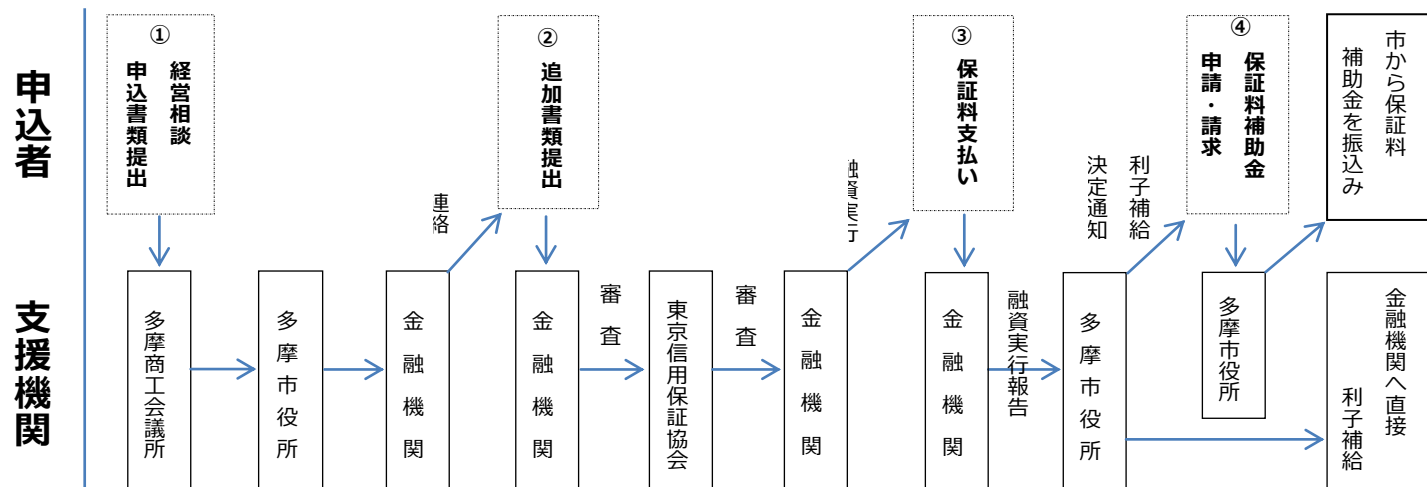 申込者
①
経営相談
申込書類提出
連絡
②
追加書類提出
融資実行
③
保証料支払い
利子補給
決定通知
④
保証料補助金
申請・請求
市から保証料
補助金を振込み
支援機関
多摩商工会議所
多摩市役所
金融機関
金融機関
審査
東京信用保証協会
審査
金融機関
金融機関
融資実行報告
多摩市役所
多摩市役所
金融機関へ直接
利子補給